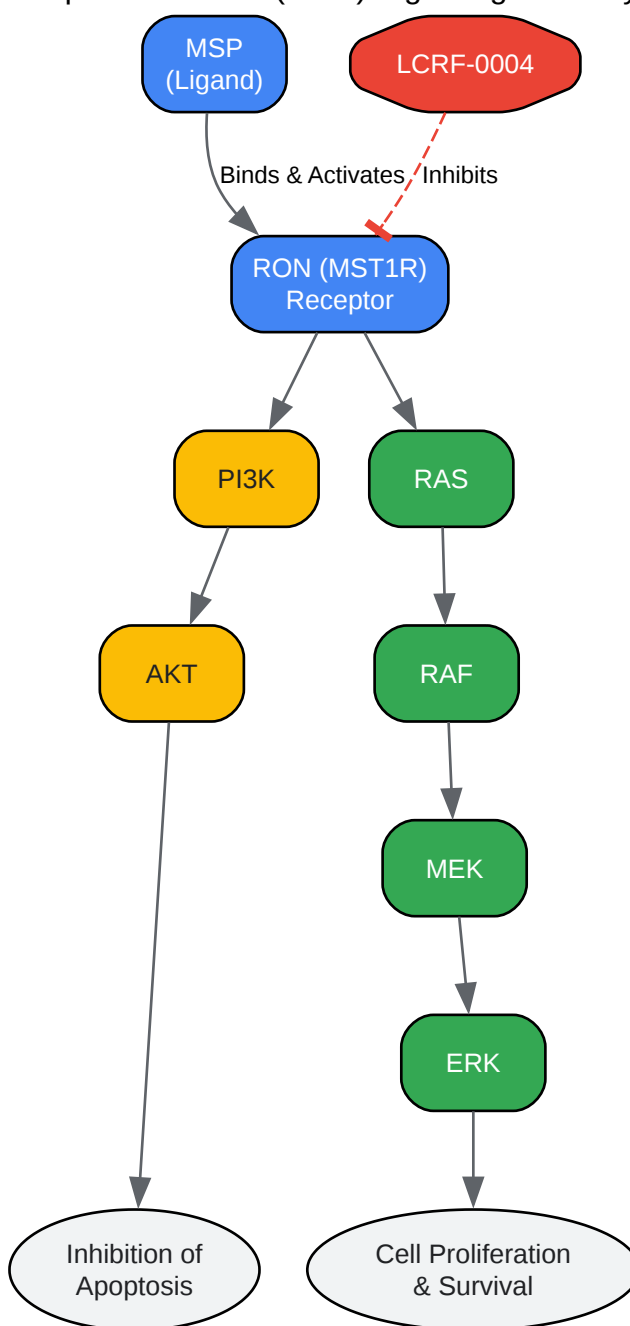 MSP
(Ligand)
LCRF-0004
Binds & Activates
Inhibits
RON (MST1R)
Receptor
PI3K
RAS
AKT
RAF
MEK
ERK
Inhibition of
Apoptosis
Cell Proliferation
& Survival